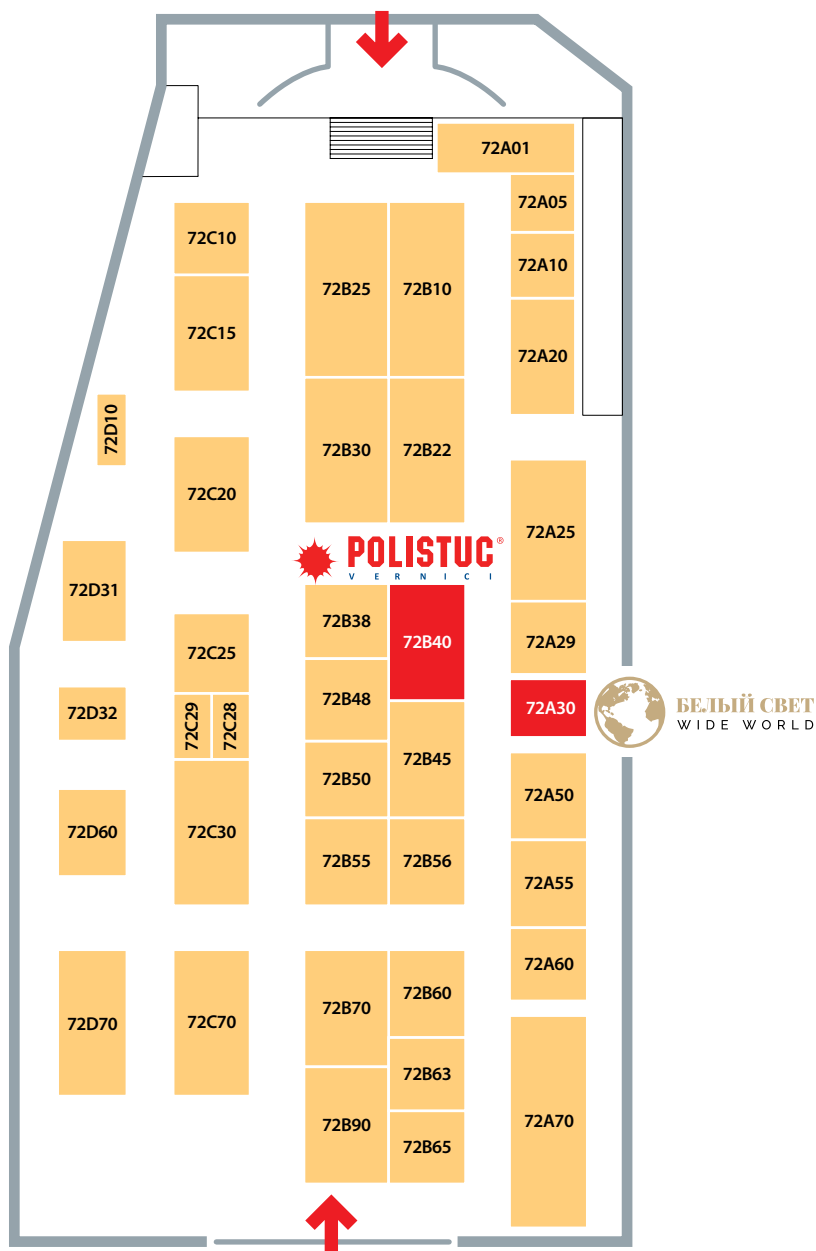 72A01
72A05
72C10
72A10
72B25
72B10
72C15
72A20
72D10
72B30
72B22
72C20
72A25
POLISTUC®
VERNICI
72D31
72B38
72B40
72A29
72C25
72D32
72B48
72A30
БЕЛЫЙ СВЕТ
WIDE WORLD
72C29
72C28
72B45
72B50
72A50
72D60
72C30
72B55
72B56
72A55
72A60
72B60
72B70
72D70
72C70
72B63
72A70
72B90
72B65